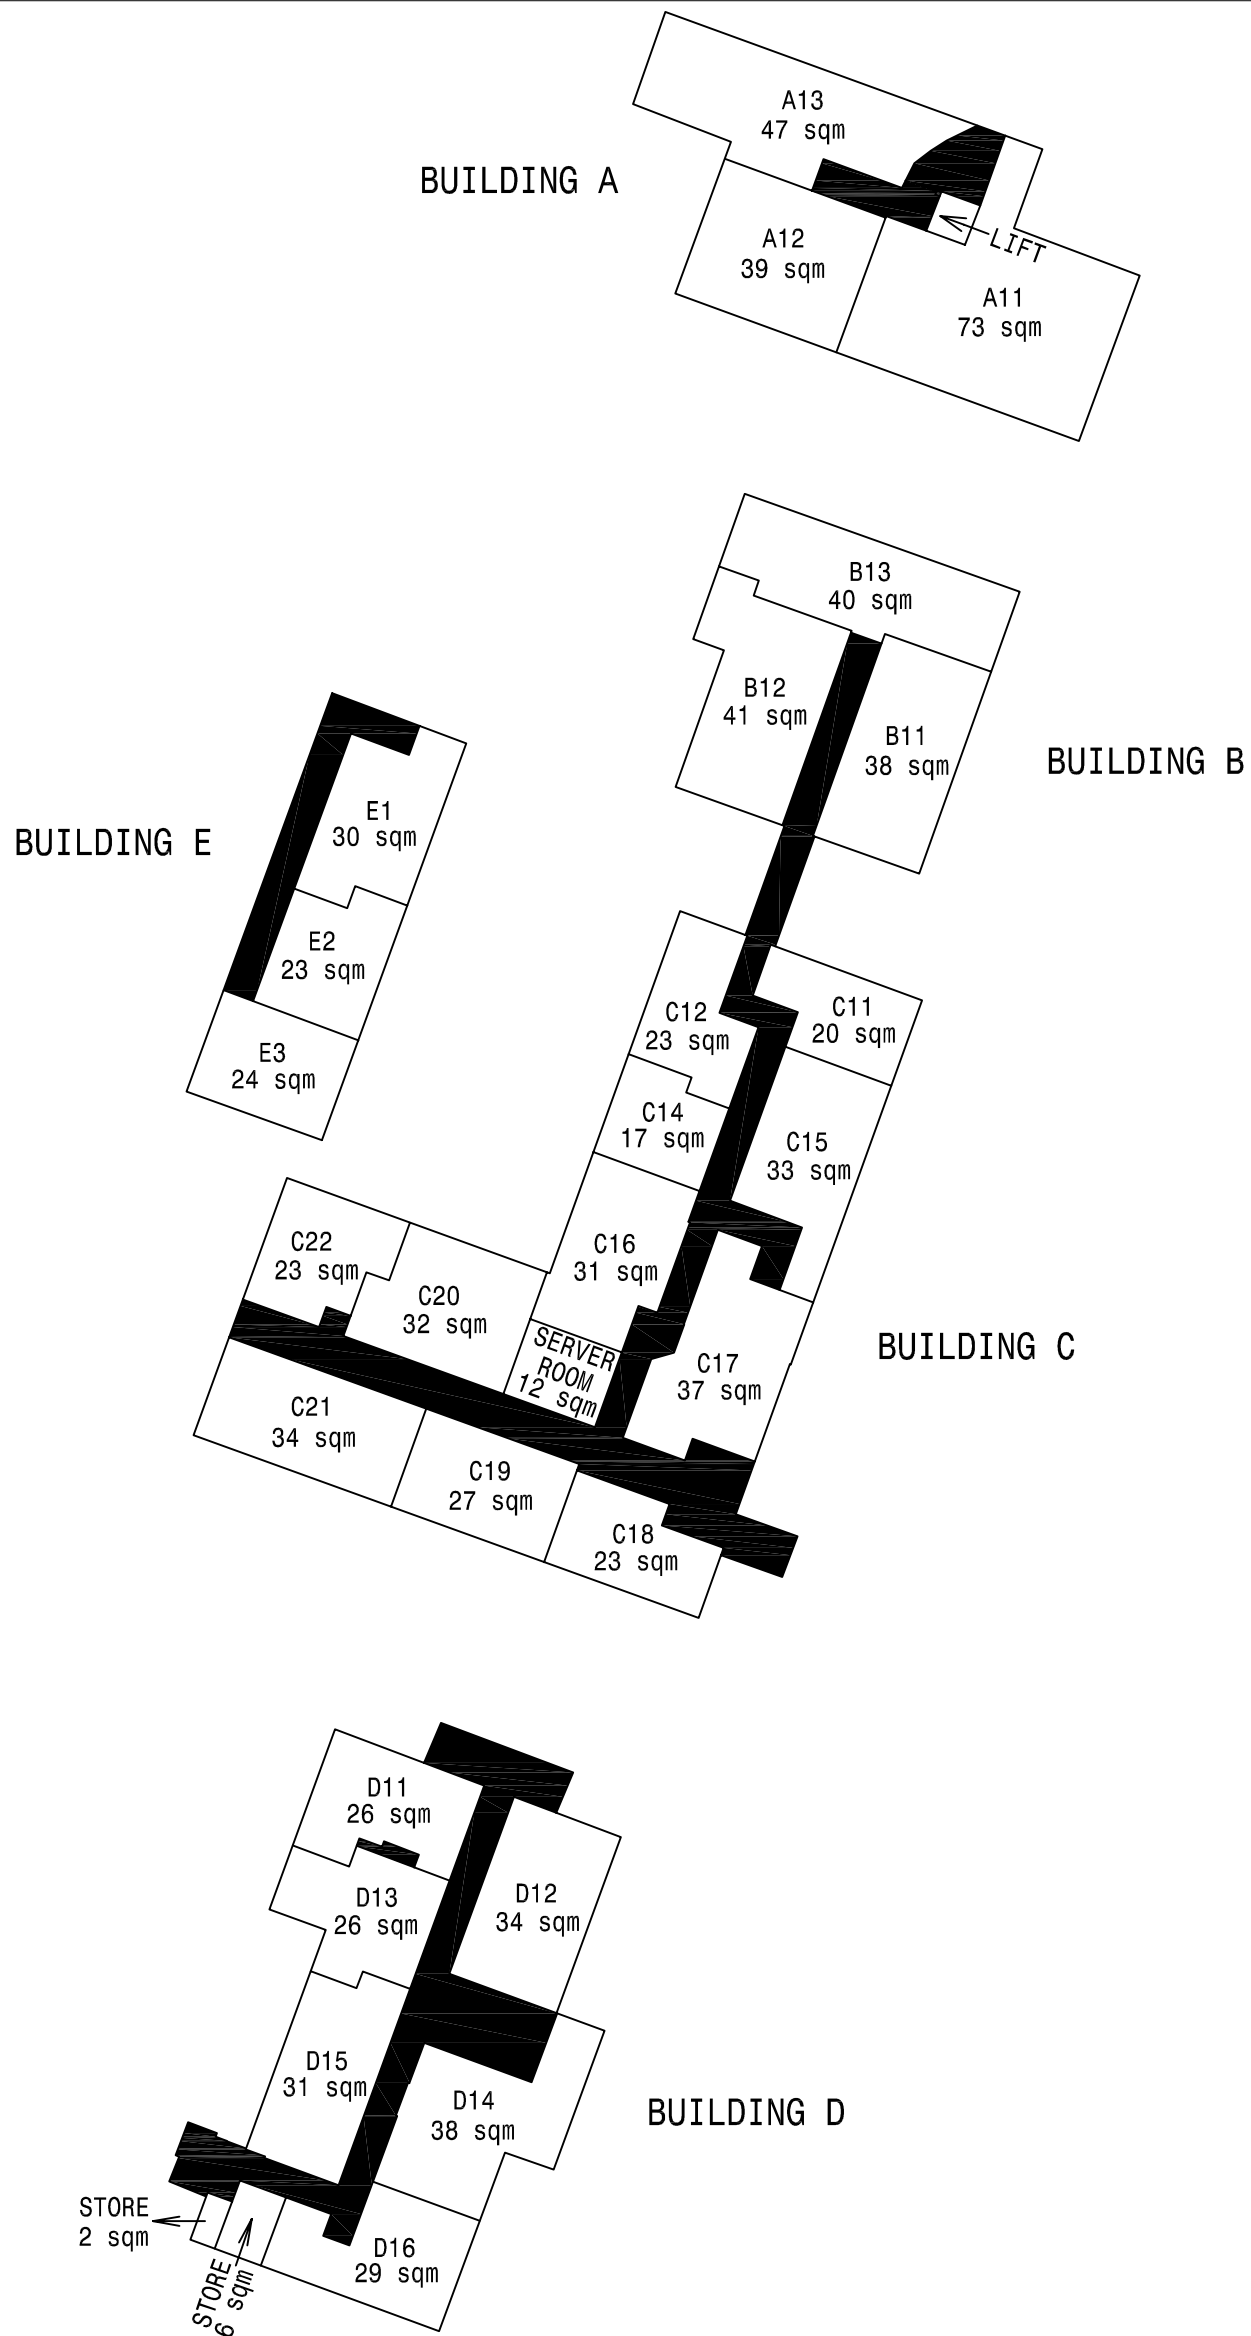 A13
47 sqm
BUILDING A
A12
39 sqm
LIFT
A11
73 sqm
B13
40 sqm
B12
41 sqm
B11
38 sqm
BUILDING B
E1
30 sqm
BUILDING E
E2
23 sqm
E3
24 sqm
C12
23 sqm
C11
20 sqm
C14
17 sqm
C15
33 sqm
C22
23 sqm
C16
31 sqm
C20
32 sqm
SERVER
ROOM
12 sqm
C17
37 sqm
BUILDING C
C21
34 sqm
C19
27 sqm
C18
23 sqm
D11
26 sqm
D13
26 sqm
D12
34 sqm
D15
31 sqm
D14
38 sqm
BUILDING D
STORE
2 sqm
STORE
6 sqm
D16
29 sqm